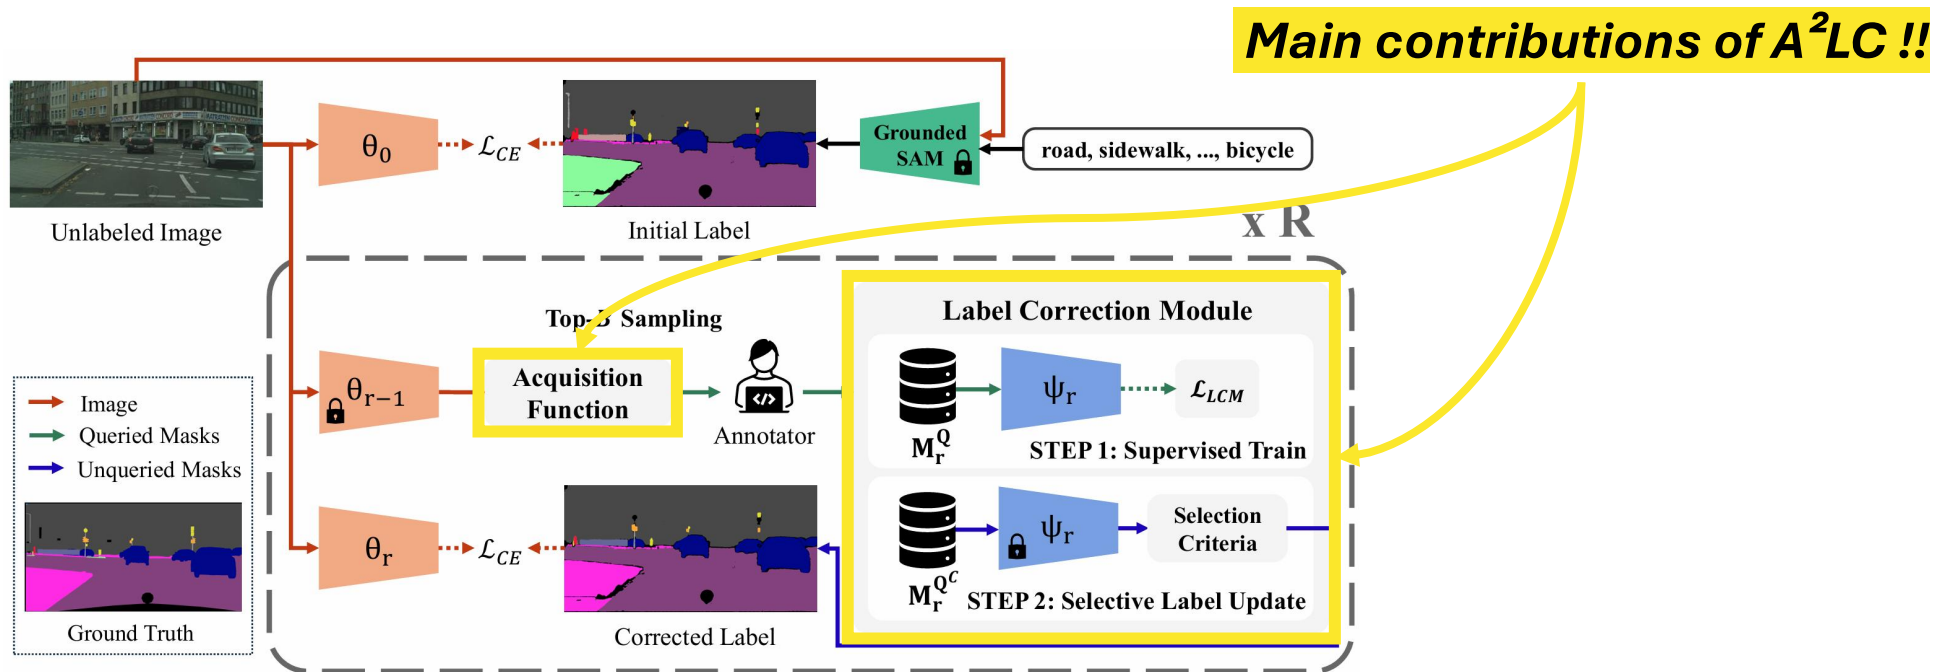 Main contributions of A²LC !!
θ₀
ℒ_CE
Grounded
SAM
road, sidewalk, ..., bicycle
Unlabeled Image
Initial Label
x R
Top-B Sampling
Label Correction Module
θ_{r−1}
Acquisition
Function
Annotator
M_r^Q
ψ_r
ℒ_LCM
STEP 1: Supervised Train
Image
Queried Masks
Unqueried Masks
Ground Truth
θ_r
ℒ_CE
Corrected Label
M_r^{Q^C}
ψ_r
Selection
Criteria
STEP 2: Selective Label Update